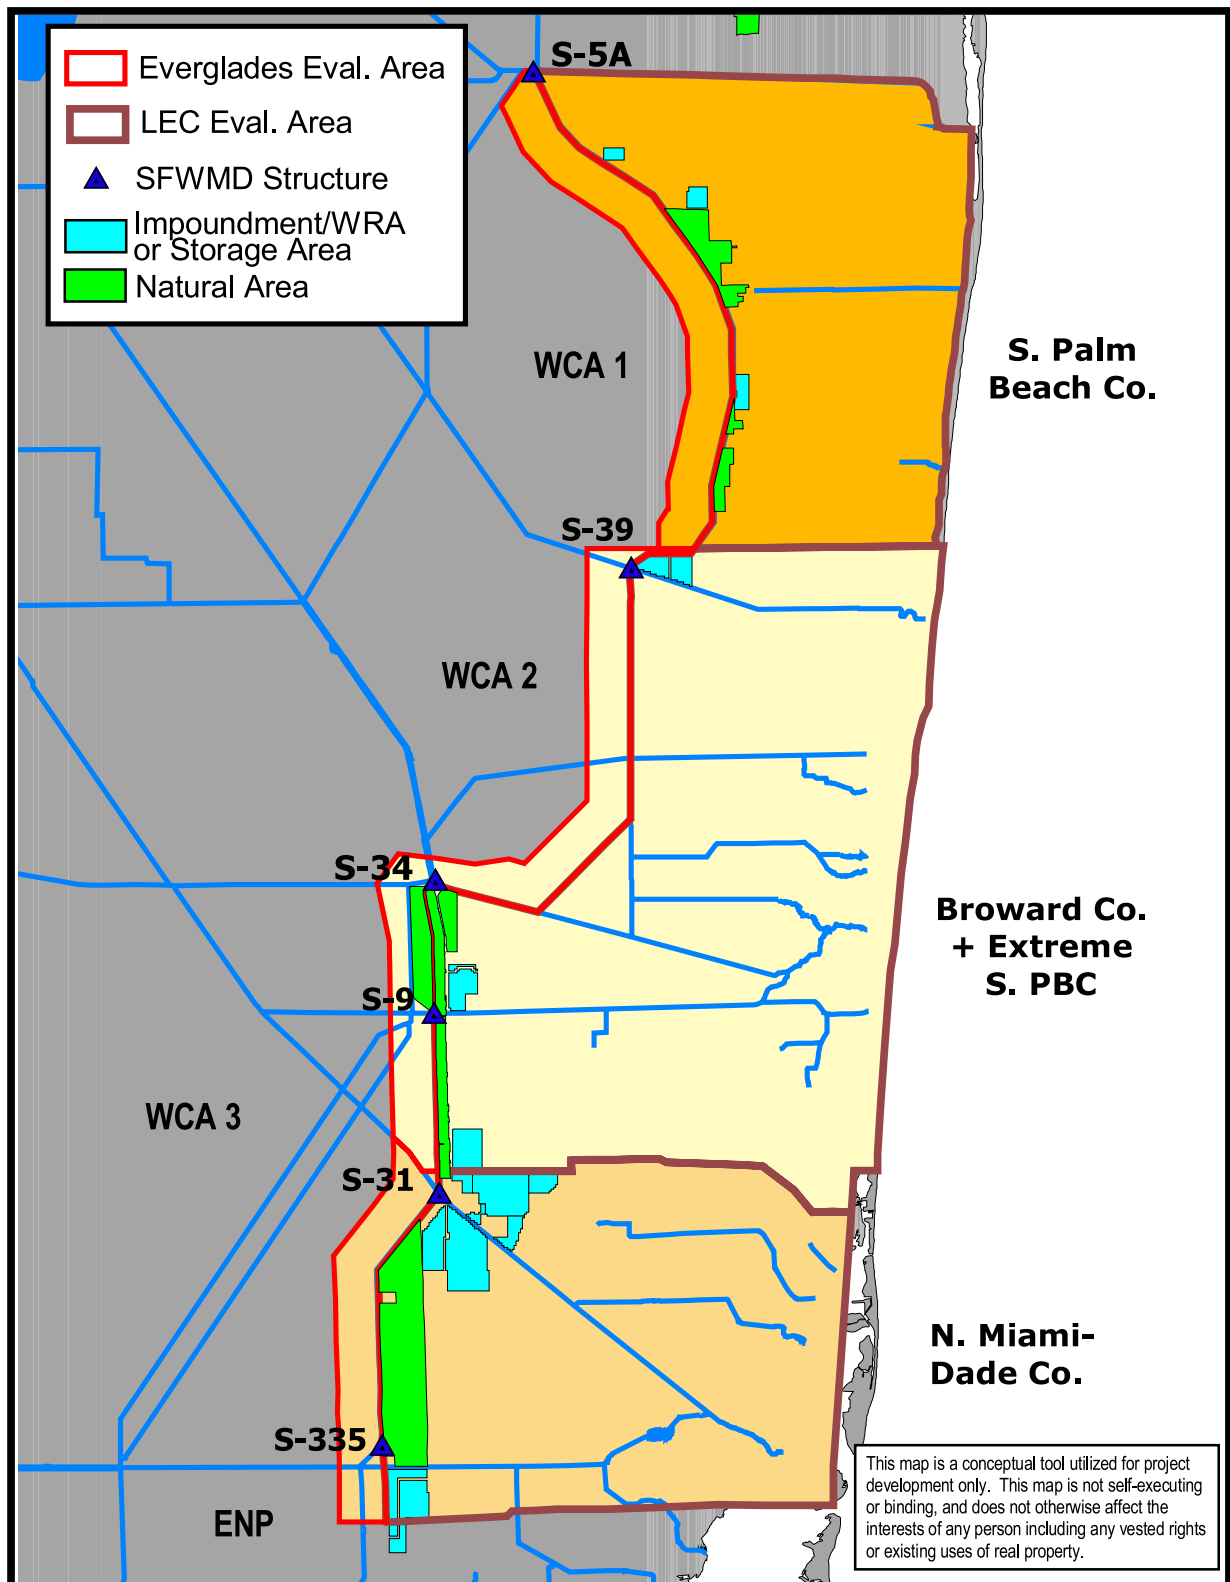 Everglades Eval. Area
LEC Eval. Area
SFWMD Structure
Impoundment/WRA
or Storage Area
Natural Area
S-5A
WCA 1
S. Palm
Beach Co.
S-39
WCA 2
S-34
Broward Co.
+ Extreme
S. PBC
S-9
WCA 3
S-31
N. Miami-
Dade Co.
S-335
ENP
This map is a conceptual tool utilized for project
development only. This map is not self-executing
or binding, and does not otherwise affect the
interests of any person including any vested rights
or existing uses of real property.